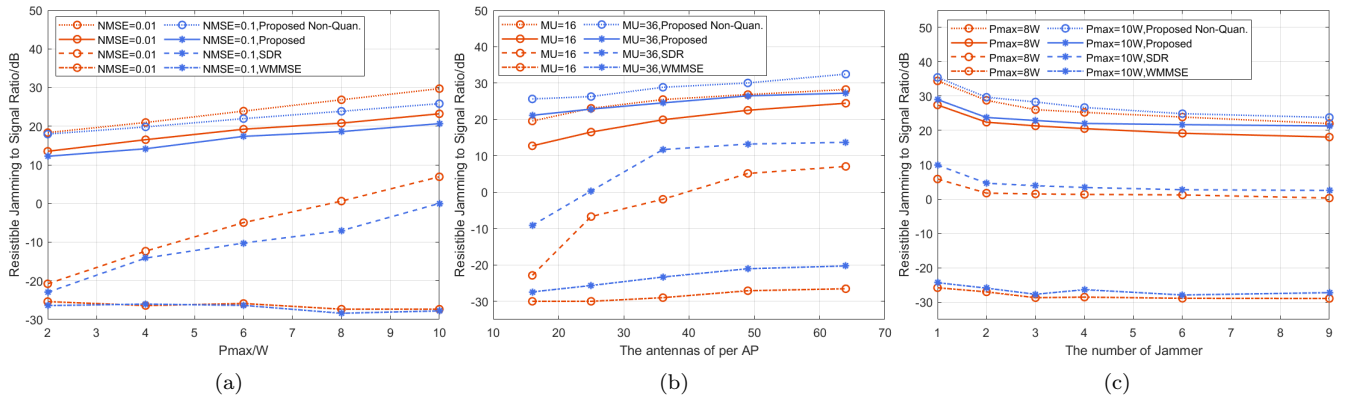 Resistible Jamming to Signal Ratio/dB
50
40
30
20
10
0
-10
-20
-30
NMSE=0.01 NMSE=0.1,Proposed Non-Quan.
NMSE=0.01 NMSE=0.1,Proposed
NMSE=0.01 NMSE=0.1,SDR
NMSE=0.01 NMSE=0.1,WMMSE
2 3 4 5 6 7 8 9 10
Pmax/W
(a)
Resistible Jamming to Signal Ratio/dB
50
40
30
20
10
0
-10
-20
-30
MU=16 MU=36,Proposed Non-Quan.
MU=16 MU=36,Proposed
MU=16 MU=36,SDR
MU=16 MU=36,WMMSE
10 20 30 40 50 60 70
The antennas of per AP
(b)
Resistible Jamming to Signal Ratio/dB
50
40
30
20
10
0
-10
-20
-30
Pmax=8W Pmax=10W,Proposed Non-Quan.
Pmax=8W Pmax=10W,Proposed
Pmax=8W Pmax=10W,SDR
Pmax=8W Pmax=10W,WMMSE
1 2 3 4 5 6 7 8 9
The number of Jammer
(c)